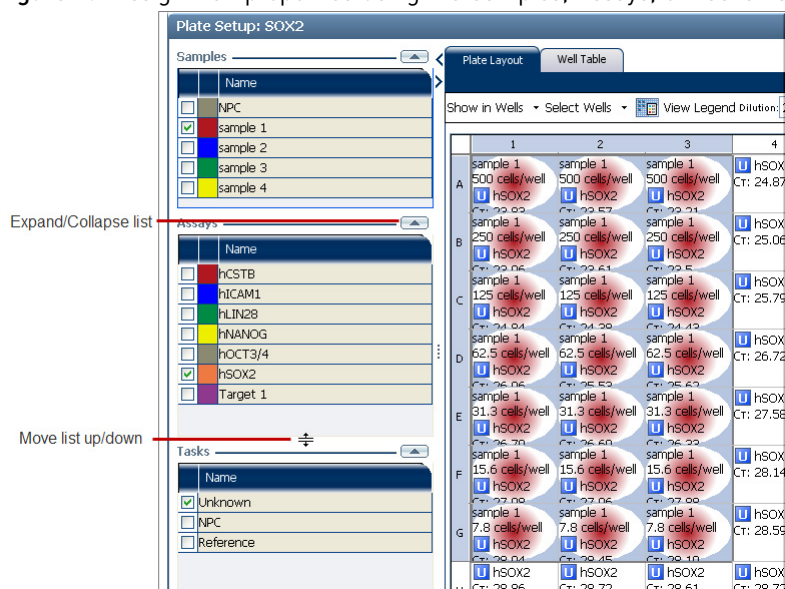 Plate Setup: SOX2
Samples
Name
NPC
sample 1
sample 2
sample 3
sample 4
Expand/Collapse list
Assays
Name
hCSTB
hICAM1
hLIN28
hNANOG
hOCT3/4
hSOX2
Target 1
Move list up/down
Tasks
Name
Unknown
NPC
Reference
Plate Layout Well Table
Show in Wells Select Wells View Legend Dilution:
1 2 3 4
sample 1 sample 1 sample 1 U hSOX
A 500 cells/well 500 cells/well 500 cells/well Cт: 24.87
U hSOX2 U hSOX2 U hSOX2
sample 1 sample 1 sample 1 U hSOX
B 250 cells/well 250 cells/well 250 cells/well Cт: 25.06
U hSOX2 U hSOX2 U hSOX2
sample 1 sample 1 sample 1 U hSOX
C 125 cells/well 125 cells/well 125 cells/well Cт: 25.79
U hSOX2 U hSOX2 U hSOX2
sample 1 sample 1 sample 1 U hSOX
D 62.5 cells/well 62.5 cells/well 62.5 cells/well Cт: 26.72
U hSOX2 U hSOX2 U hSOX2
sample 1 sample 1 sample 1 U hSOX
E 31.3 cells/well 31.3 cells/well 31.3 cells/well Cт: 27.58
U hSOX2 U hSOX2 U hSOX2
sample 1 sample 1 sample 1 U hSOX
F 15.6 cells/well 15.6 cells/well 15.6 cells/well Cт: 28.14
U hSOX2 U hSOX2 U hSOX2
sample 1 sample 1 sample 1 U hSOX
G 7.8 cells/well 7.8 cells/well 7.8 cells/well Cт: 28.59
U hSOX2 U hSOX2 U hSOX2
U hSOX2 U hSOX2 U hSOX2 U hSOX